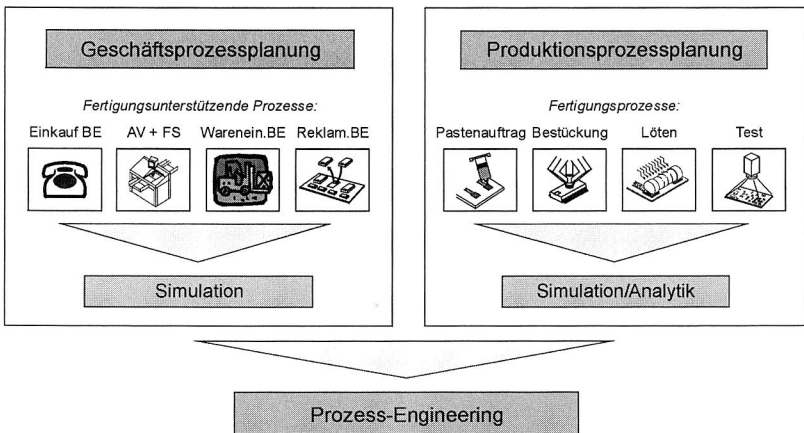 Geschäftsprozessplanung
Fertigungsunterstützende Prozesse:
Einkauf BE AV + FS Warenein.BE Reklam.BE
Simulation
Produktionsprozessplanung
Fertigungsprozesse:
Pastenauftrag Bestückung Löten Test
Simulation/Analytik
Prozess-Engineering